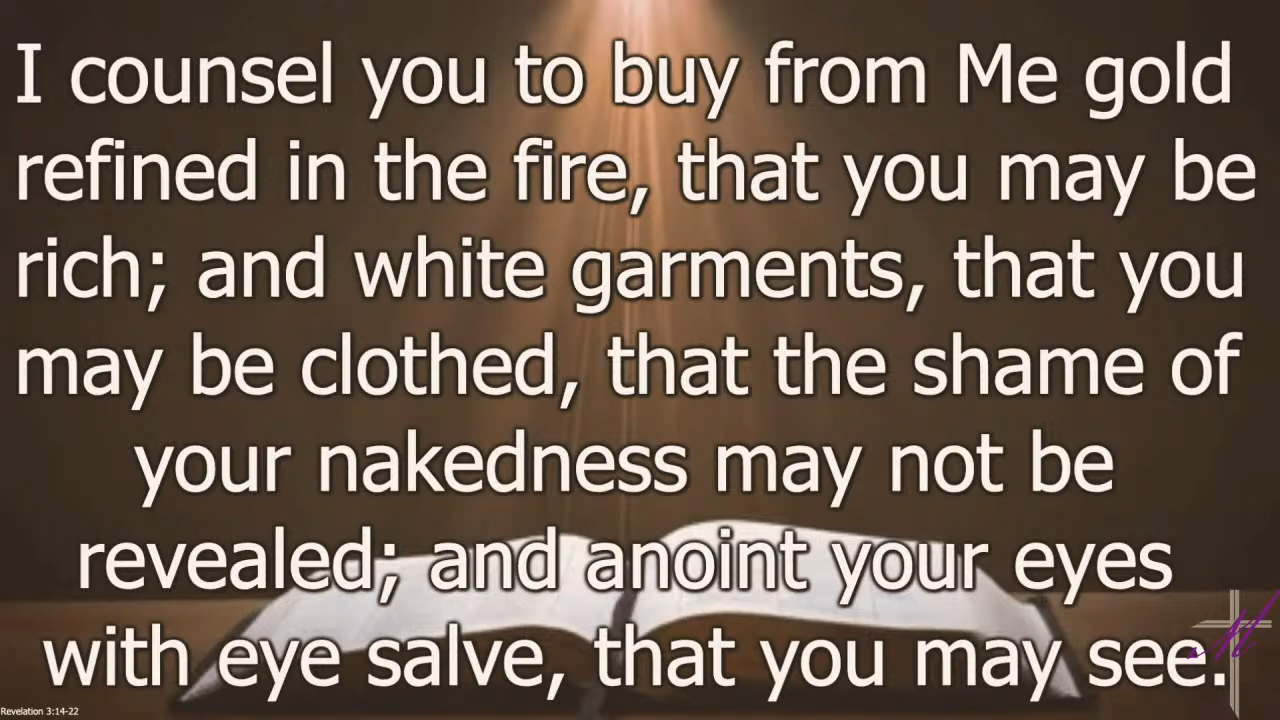 I counsel you to buy from Me gold
refined in the fire, that you may be
rich; and white garments, that you
may be clothed, that the shame of
your nakedness may not be
revealed; and anoint your eyes
with eye salve, that you may see.
Revelation 3:14-22